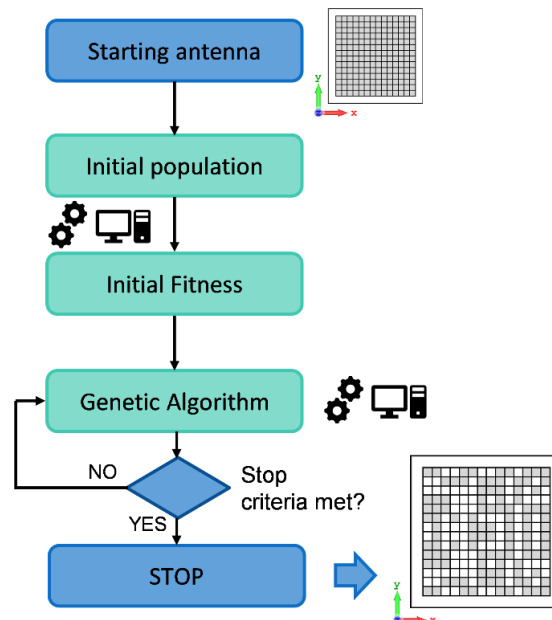 Starting antenna
y
x
Initial population
Initial Fitness
Genetic Algorithm
NO
Stop
criteria met?
YES
STOP
y
x